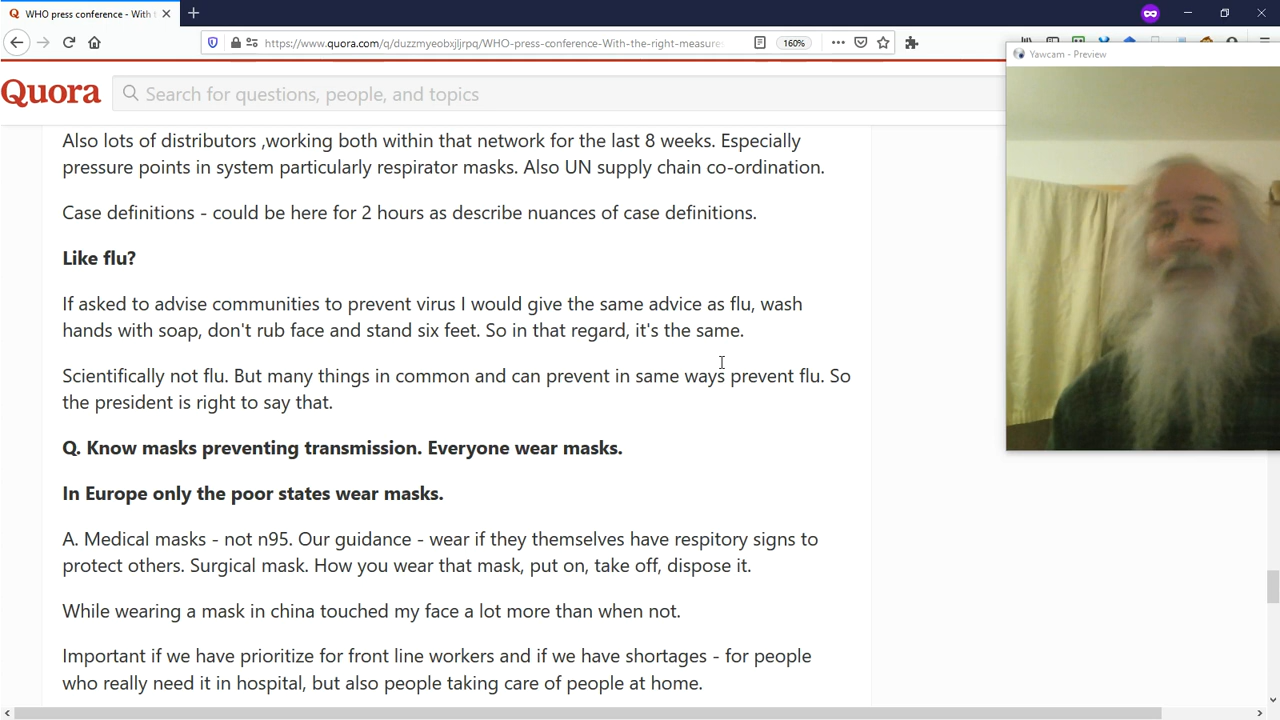 WHO press conference - With t
https://www.quora.com/q/duzzmyeobxjljrpq/WHO-press-conference-With-the-right-measure
160%
Yawcam - Preview
Quora
Search for questions, people, and topics
Also lots of distributors ,working both within that network for the last 8 weeks. Especially
pressure points in system particularly respirator masks. Also UN supply chain co-ordination.
Case definitions - could be here for 2 hours as describe nuances of case definitions.
Like flu?
If asked to advise communities to prevent virus I would give the same advice as flu, wash
hands with soap, don't rub face and stand six feet. So in that regard, it's the same.
Scientifically not flu. But many things in common and can prevent in same ways prevent flu. So
the president is right to say that.
Q. Know masks preventing transmission. Everyone wear masks.
In Europe only the poor states wear masks.
A. Medical masks - not n95. Our guidance - wear if they themselves have respitory signs to
protect others. Surgical mask. How you wear that mask, put on, take off, dispose it.
While wearing a mask in china touched my face a lot more than when not.
Important if we have prioritize for front line workers and if we have shortages - for people
who really need it in hospital, but also people taking care of people at home.